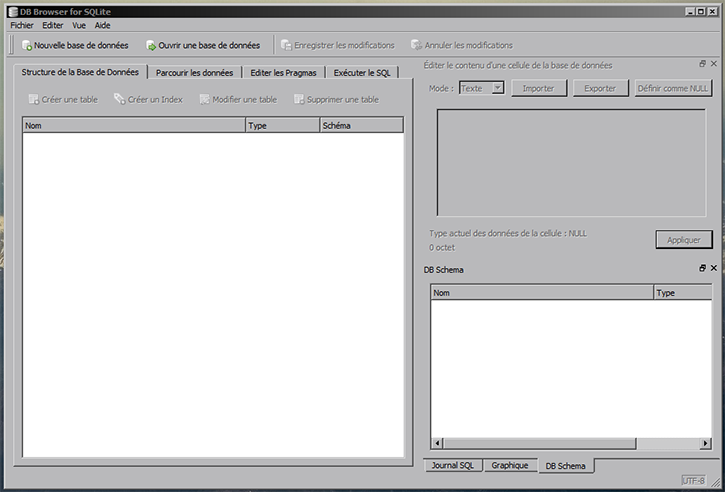 DB Browser for SQLite
Fichier Editer Vue Aide
Nouvelle base de données Ouvrir une base de données Enregistrer les modifications Annuler les modifications
Structure de la Base de Données Parcourir les données Editer les Pragmas Exécuter le SQL
Créer une table Créer un Index Modifier une table Supprimer une table
Nom Type Schéma
Éditer le contenu d'une cellule de la base de données
Mode : Texte Importer Exporter Définir comme NULL
Type actuel des données de la cellule : NULL
0 octet
Appliquer
DB Schema
Nom Type
Journal SQL Graphique DB Schema
UTF-8